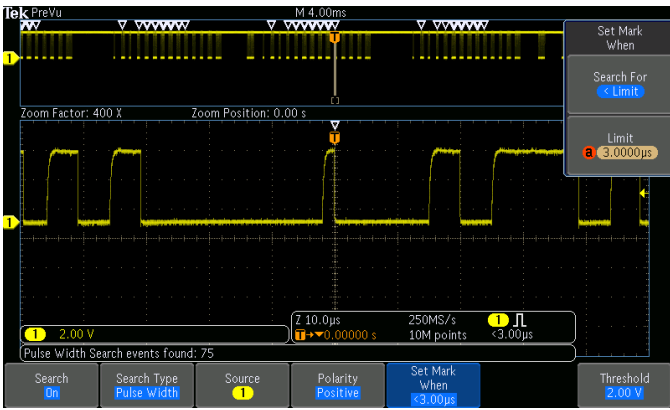 Tek PreVu
M 4.00ms
T
1
Zoom Factor: 400 X
Zoom Position: 0.00 s
T
1
Set Mark
When
Search For
< Limit
Limit
a 3.0000µs
1 2.00 V
Z 10.0µs
250MS/s
1
T→▼0.00000 s
10M points
<3.00µs
Pulse Width Search events found: 75
Search
On
Search Type
Pulse Width
Source
1
Polarity
Positive
Set Mark
When
<3.00µs
Threshold
2.00 V